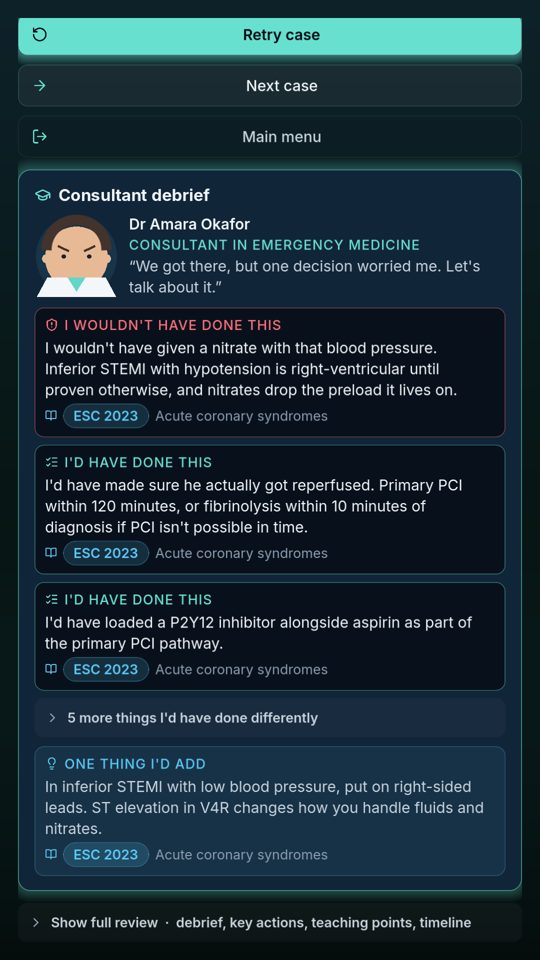 Retry case
Next case
Main menu
Consultant debrief
Dr Amara Okafor
CONSULTANT IN EMERGENCY MEDICINE
“We got there, but one decision worried me. Let's
talk about it.”
I WOULDN'T HAVE DONE THIS
I wouldn't have given a nitrate with that blood pressure.
Inferior STEMI with hypotension is right-ventricular until
proven otherwise, and nitrates drop the preload it lives on.
ESC 2023 Acute coronary syndromes
I'D HAVE DONE THIS
I'd have made sure he actually got reperfused. Primary PCI
within 120 minutes, or fibrinolysis within 10 minutes of
diagnosis if PCI isn't possible in time.
ESC 2023 Acute coronary syndromes
I'D HAVE DONE THIS
I'd have loaded a P2Y12 inhibitor alongside aspirin as part of
the primary PCI pathway.
ESC 2023 Acute coronary syndromes
5 more things I'd have done differently
ONE THING I'D ADD
In inferior STEMI with low blood pressure, put on right-sided
leads. ST elevation in V4R changes how you handle fluids and
nitrates.
ESC 2023 Acute coronary syndromes
Show full review · debrief, key actions, teaching points, timeline